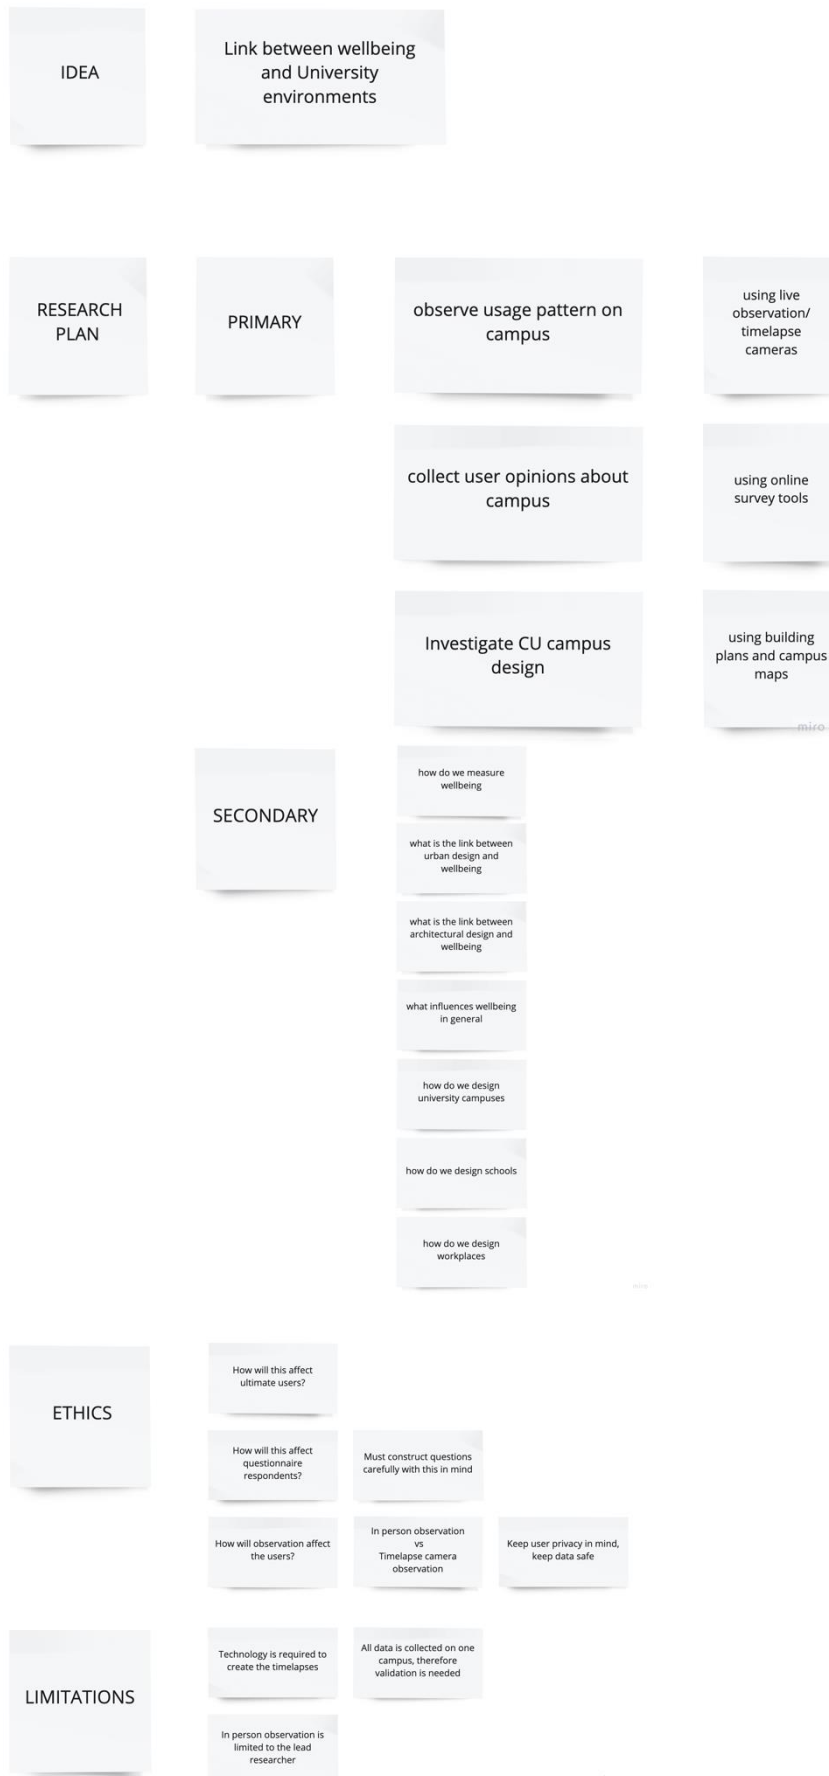 IDEA
Link between wellbeing
and University
environments
RESEARCH
PLAN
PRIMARY
observe usage pattern on
campus
using live
observation/
timelapse
cameras
collect user opinions about
campus
using online
survey tools
Investigate CU campus
design
using building
plans and campus
maps
miro
SECONDARY
how do we measure
wellbeing
what is the link between
urban design and
wellbeing
what is the link between
architectural design and
wellbeing
what influences wellbeing
in general
how do we design
university campuses
how do we design schools
how do we design
workplaces
miro
ETHICS
How will this affect
ultimate users?
How will this affect
questionnaire
respondents?
Must construct questions
carefully with this in mind
How will observation affect
the users?
In person observation
vs
Timelapse camera
observation
Keep user privacy in mind,
keep data safe
LIMITATIONS
Technology is required to
create the timelapses
All data is collected on one
campus, therefore
validation is needed
In person observation is
limited to the lead
researcher